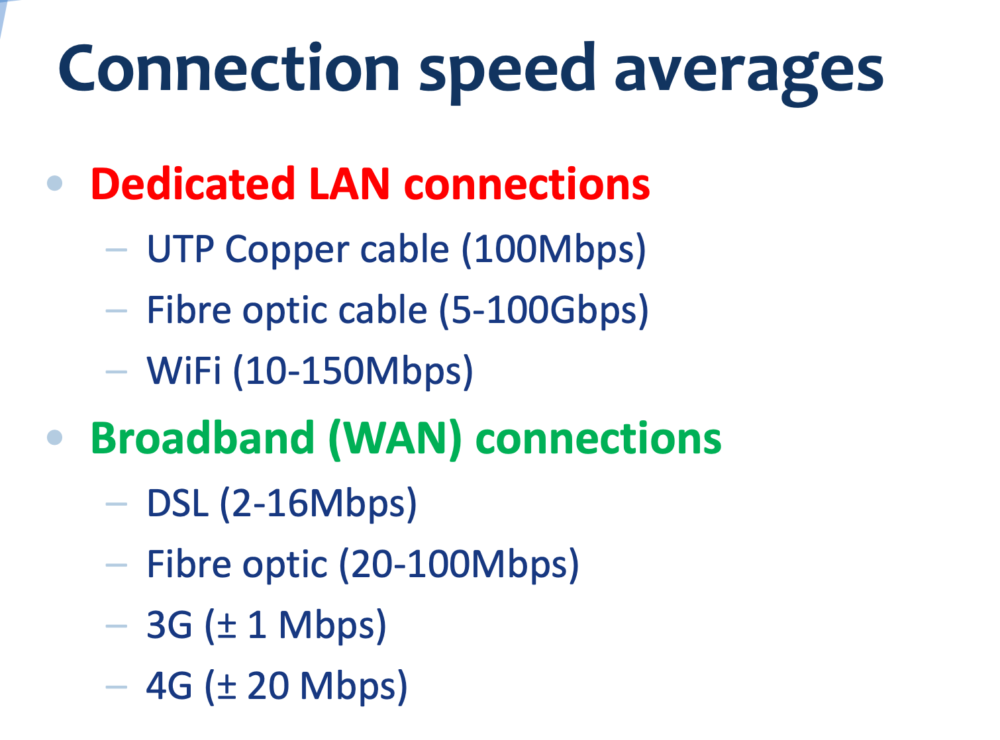 Connection speed averages
• Dedicated LAN connections
– UTP Copper cable (100Mbps)
– Fibre optic cable (5-100Gbps)
– WiFi (10-150Mbps)
• Broadband (WAN) connections
– DSL (2-16Mbps)
– Fibre optic (20-100Mbps)
– 3G (± 1 Mbps)
– 4G (± 20 Mbps)